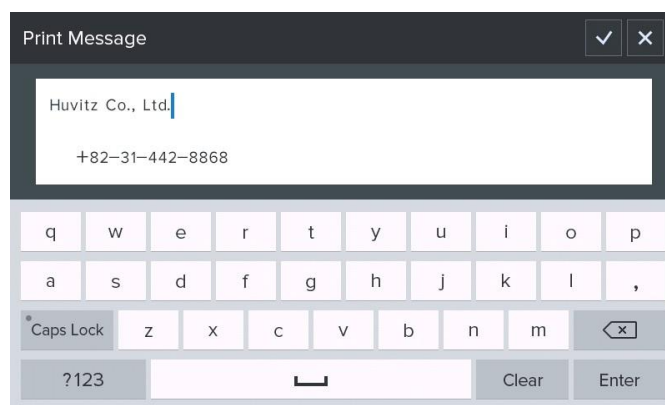 Print Message
Huvitz Co., Ltd.
+82-31-442-8868
q w e r t y u i o p
a s d f g h j k l ,
Caps Lock z x c v b n m
?123 Clear Enter